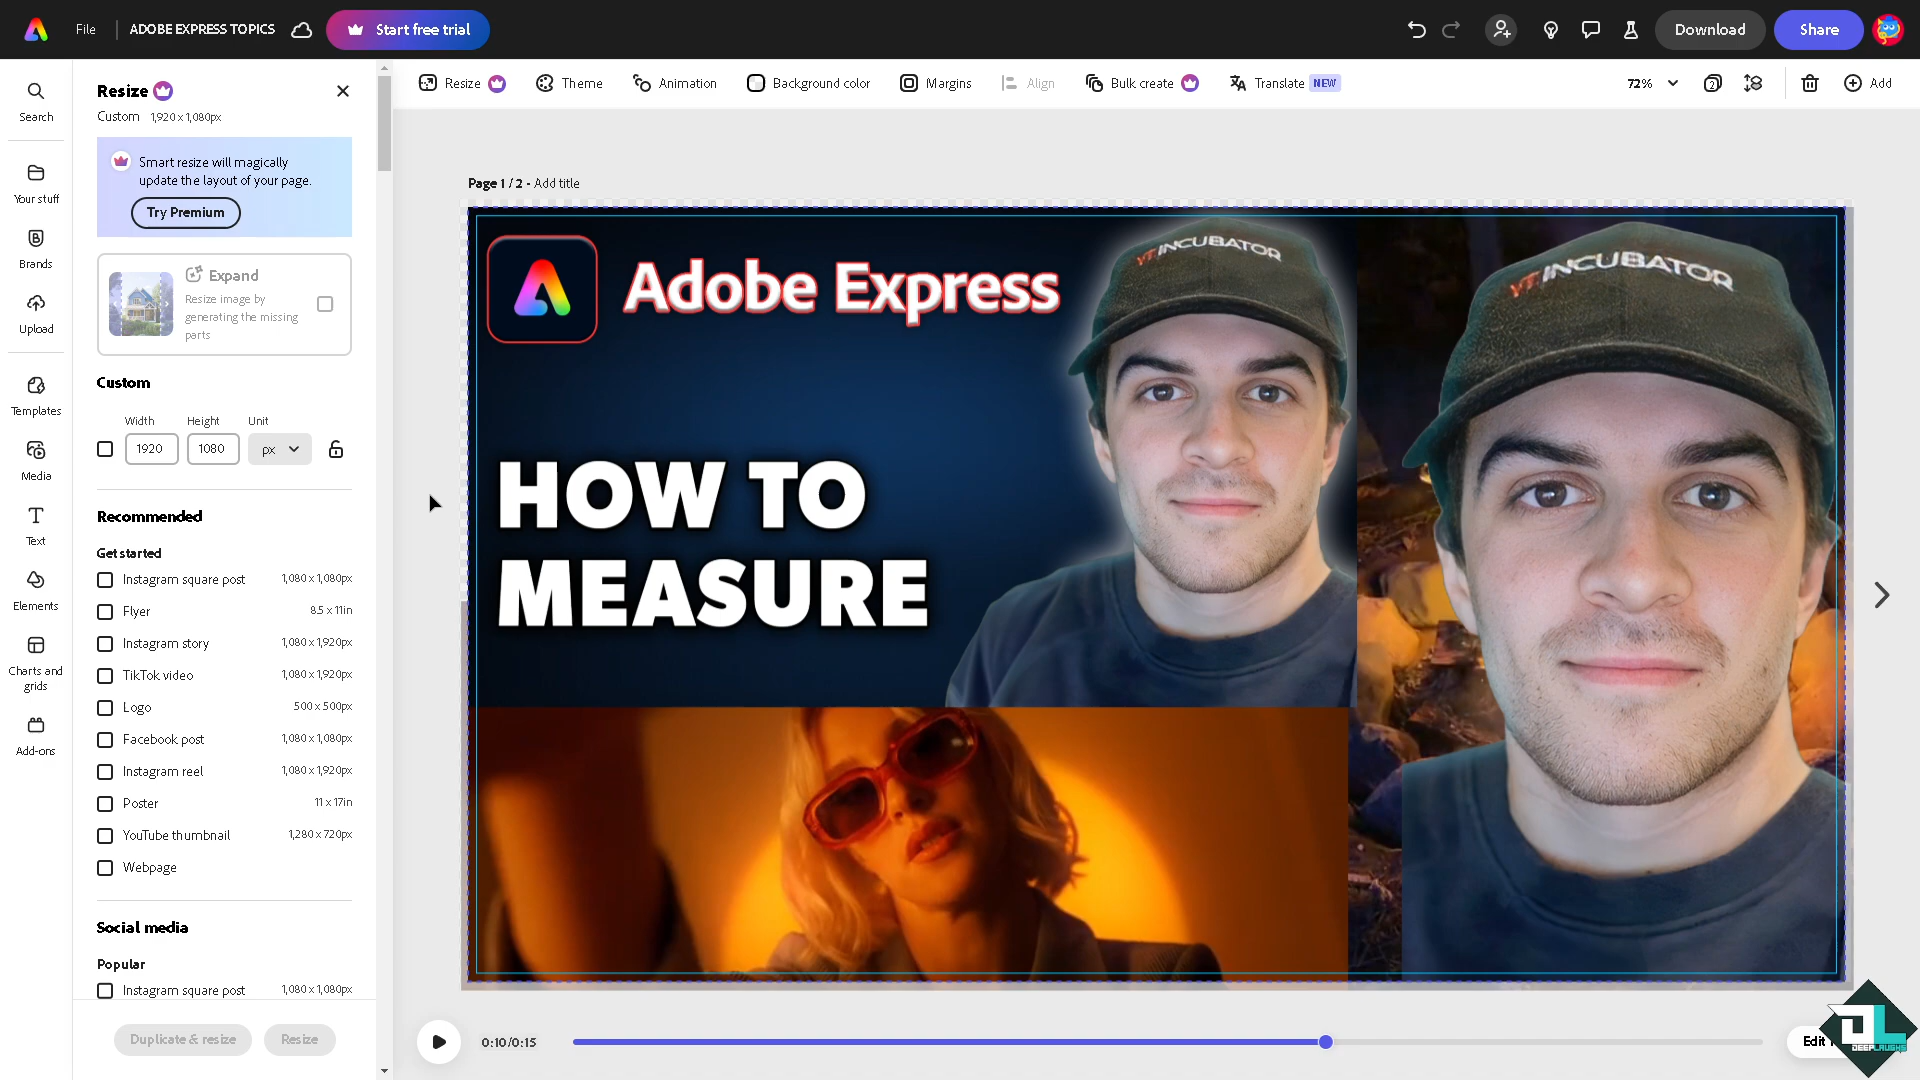 File
ADOBE EXPRESS TOPICS
Start free trial
Download
Share
Search
Your stuff
Brands
Upload
Templates
Media
Text
Elements
Charts and
grids
Add-ons
Resize
Custom 1,920 x 1,080px
Smart resize will magically
update the layout of your page.
Try Premium
Expand
Resize image by
generating the missing
parts
Custom
Width Height Unit
1920 1080 px
Recommended
Get started
Instagram square post 1,080 x 1,080px
Flyer 8.5 x 11in
Instagram story 1,080 x 1,920px
TikTok video 1,080 x 1,920px
Logo 500 x 500px
Facebook post 1,080 x 1,080px
Instagram reel 1,080 x 1,920px
Poster 11 x 17in
YouTube thumbnail 1,280 x 720px
Webpage
Social media
Popular
Instagram square post 1,080 x 1,080px
Duplicate & resize Resize
Resize Theme Animation Background color Margins Align Bulk create Translate NEW
72% 2 Add
Page 1 / 2 - Add title
Adobe Express
YT INCUBATOR
YT INCUBATOR
HOW TO
MEASURE
0:10/0:15
Edit
DEEPLAUGHS